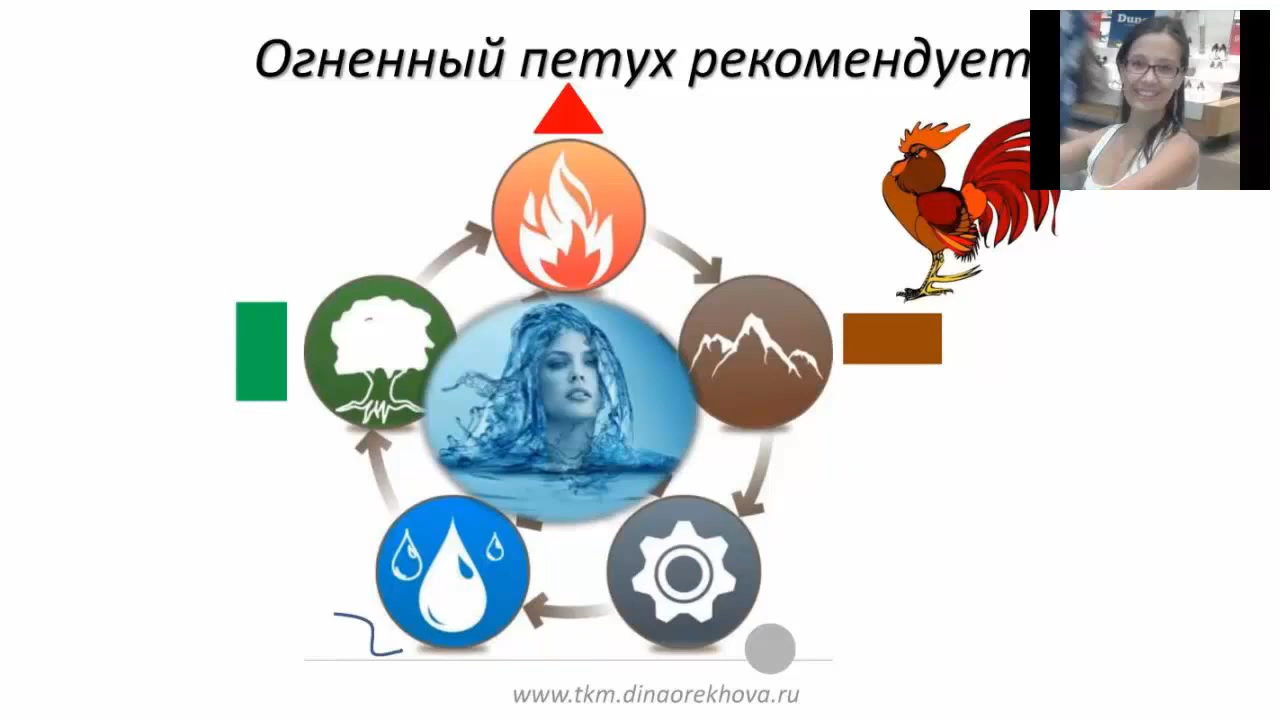 Огненный петух рекомендует
www.tkm.dinaorekhova.ru